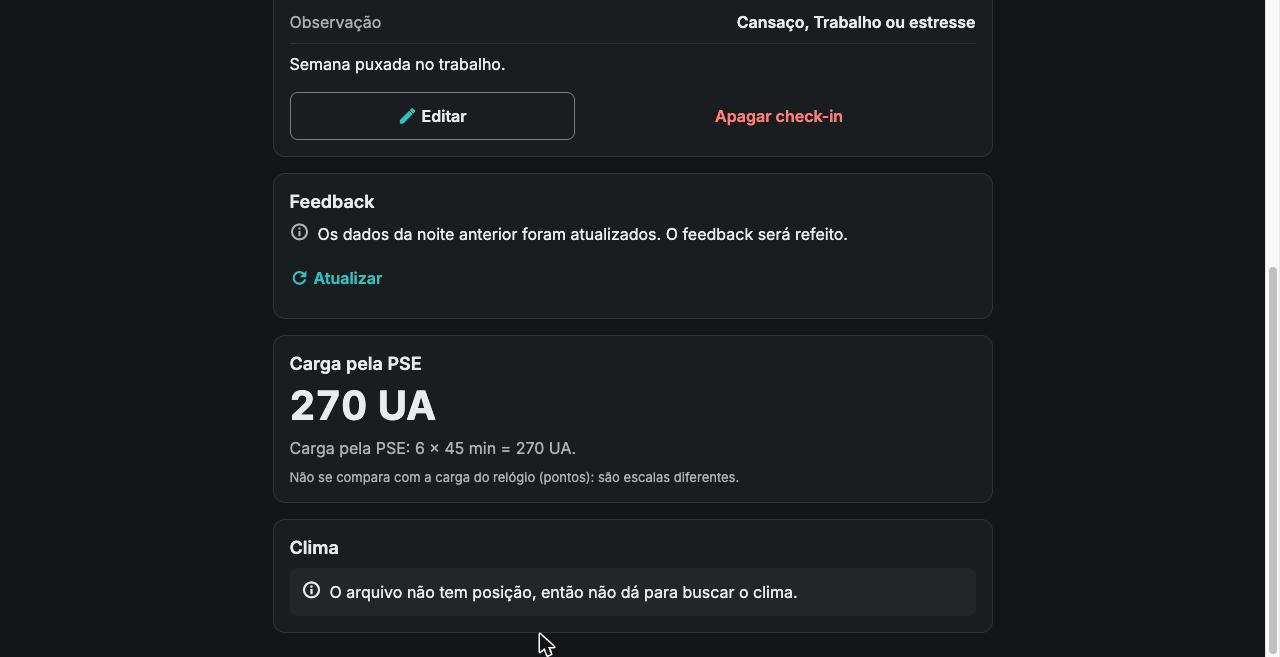 Observação
Cansaço, Trabalho ou estresse
Semana puxada no trabalho.
Editar
Apagar check-in
Feedback
Os dados da noite anterior foram atualizados. O feedback será refeito.
Atualizar
Carga pela PSE
270 UA
Carga pela PSE: 6 × 45 min = 270 UA.
Não se compara com a carga do relógio (pontos): são escalas diferentes.
Clima
O arquivo não tem posição, então não dá para buscar o clima.